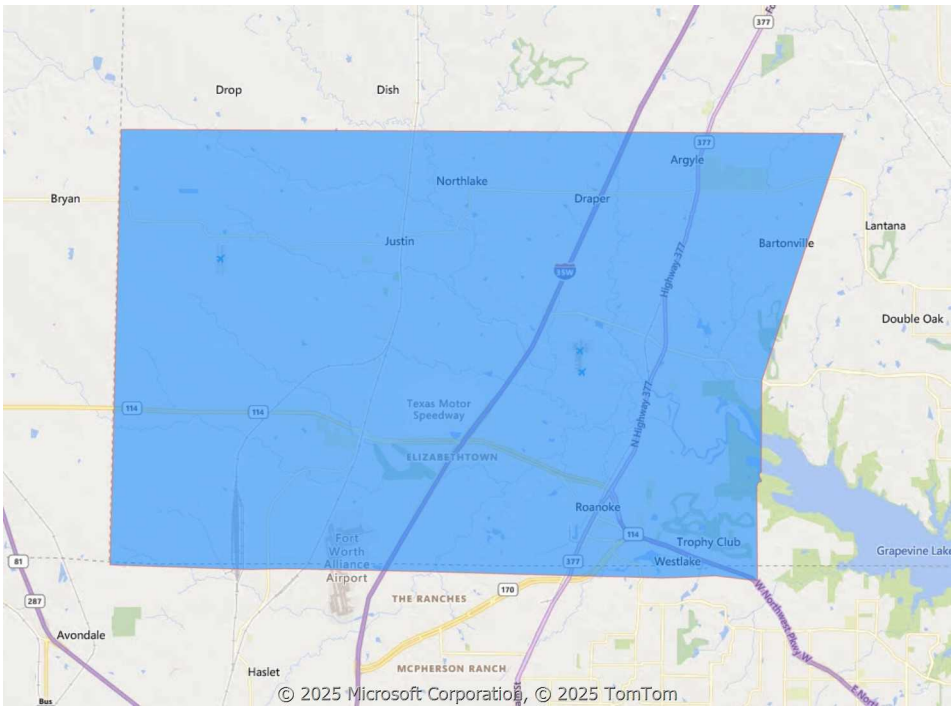 377
Drop
Dish
377
Argyle
Northlake
Bryan
Draper
Lantana
Justin
Bartonville
35W
Highway 377
Double Oak
114
114
Texas Motor
Speedway
N Highway 377
ELIZABETHTOWN
Roanoke
114
Fort
Worth
Alliance
Airport
Trophy Club
Grapevine Lake
81
377
Westlake
170
287
THE RANCHES
W Northwest Pkwy W
Avondale
Haslet
MCPHERSON RANCH
Bus
© 2025 Microsoft Corporation, © 2025 TomTom